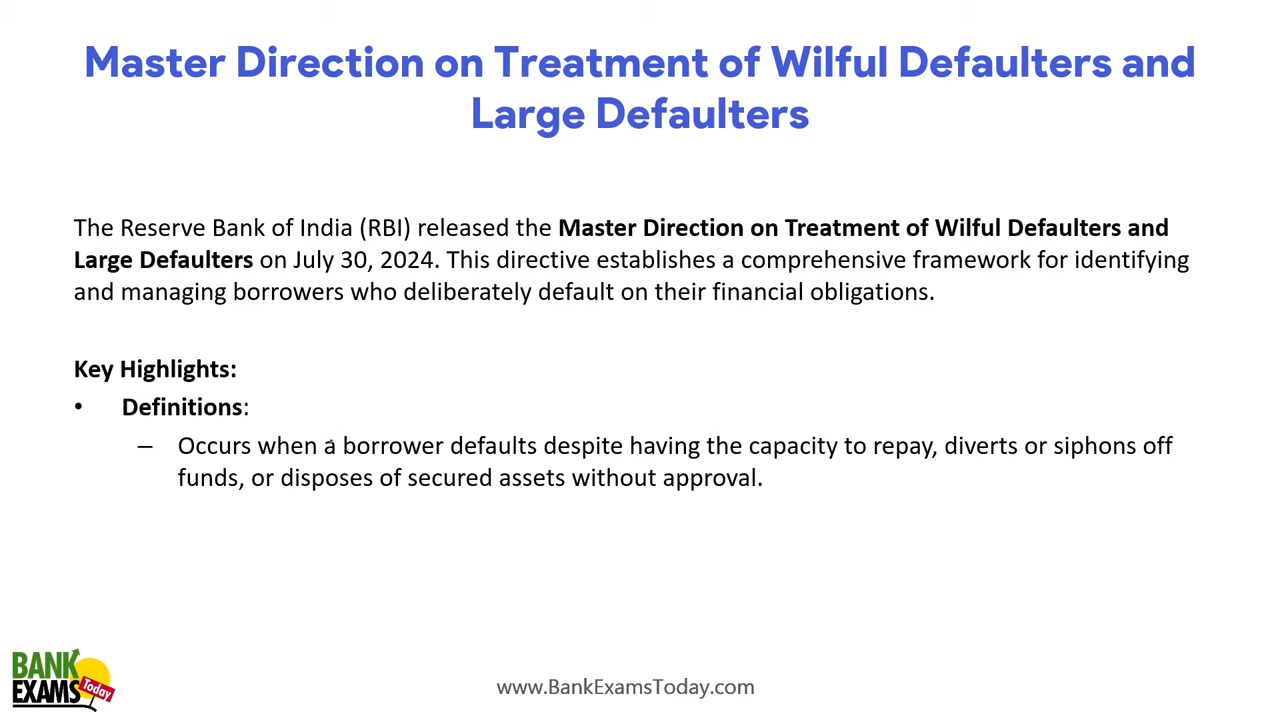 Master Direction on Treatment of Wilful Defaulters and
Large Defaulters
The Reserve Bank of India (RBI) released the Master Direction on Treatment of Wilful Defaulters and
Large Defaulters on July 30, 2024. This directive establishes a comprehensive framework for identifying
and managing borrowers who deliberately default on their financial obligations.
Key Highlights:
• Definitions:
– Occurs when a borrower defaults despite having the capacity to repay, diverts or siphons off
funds, or disposes of secured assets without approval.
BANK
EXAMS
Today
www.BankExamsToday.com